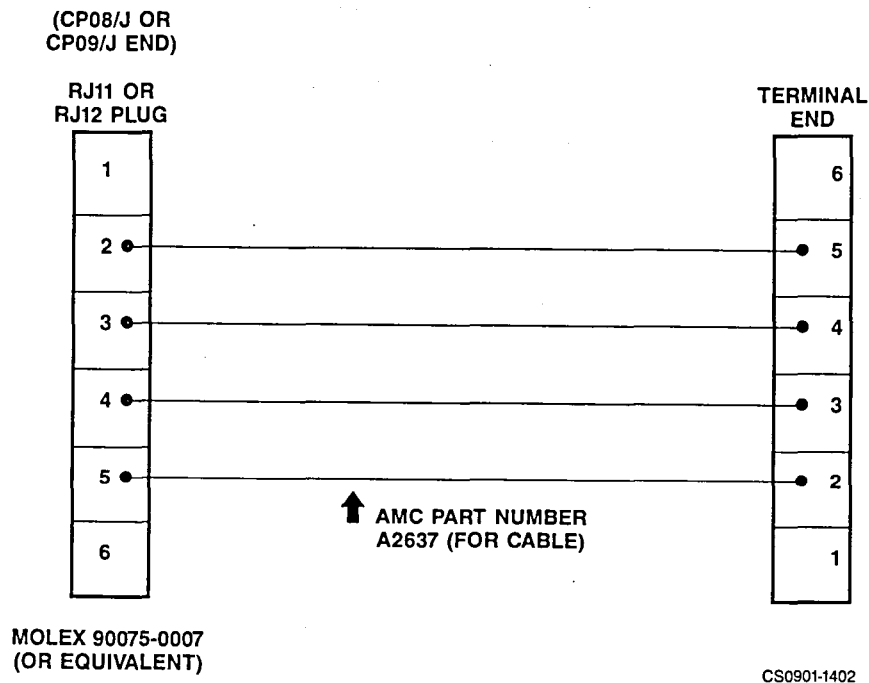 (CP08/J OR
CP09/J END)
RJ11 OR
RJ12 PLUG
TERMINAL
END
1
2
3
4
5
6
6
5
4
3
2
1
AMC PART NUMBER
A2637 (FOR CABLE)
MOLEX 90075-0007
(OR EQUIVALENT)
CS0901-1402